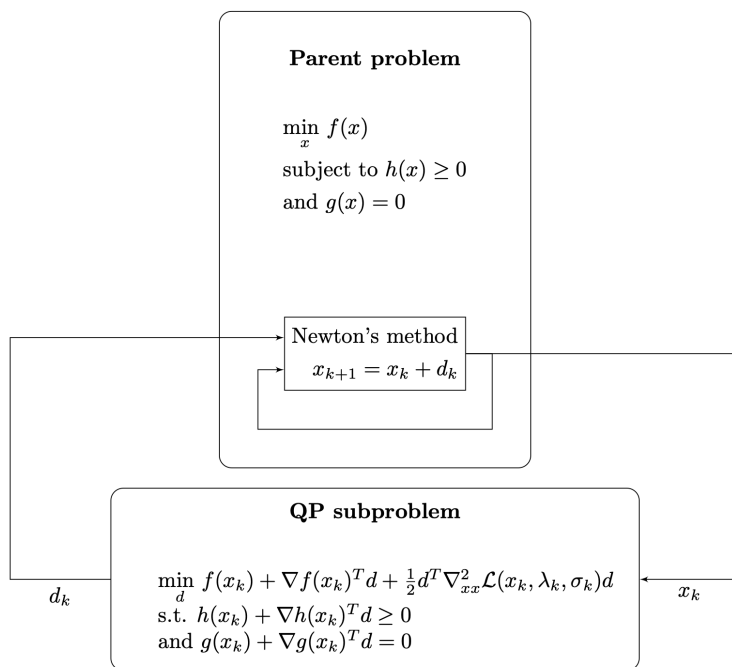 Parent problem
min_x f(x)
subject to h(x) ≥ 0
and g(x) = 0
Newton's method
x_{k+1} = x_k + d_k
QP subproblem
min_d f(x_k) + ∇f(x_k)^T d + ½ d^T ∇²_{xx} ℒ(x_k, λ_k, σ_k)d
s.t. h(x_k) + ∇h(x_k)^T d ≥ 0
and g(x_k) + ∇g(x_k)^T d = 0
d_k
x_k